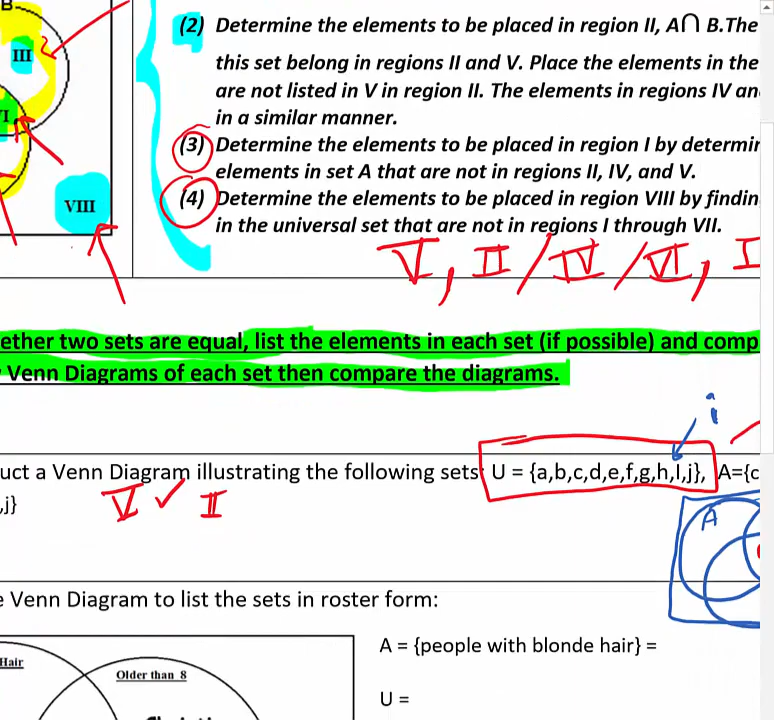 B
III
VI
VIII
(2) Determine the elements to be placed in region II, A∩ B.The
this set belong in regions II and V. Place the elements in the
are not listed in V in region II. The elements in regions IV an
in a similar manner.
(3) Determine the elements to be placed in region I by determin
elements in set A that are not in regions II, IV, and V.
(4) Determine the elements to be placed in region VIII by findin
in the universal set that are not in regions I through VII.
V, II/IV/VI, I
ether two sets are equal, list the elements in each set (if possible) and comp
Venn Diagrams of each set then compare the diagrams.
i
uct a Venn Diagram illustrating the following sets: U = {a,b,c,d,e,f,g,h,I,j}, A={c
,j}
V ✓ II
A
e Venn Diagram to list the sets in roster form:
A = {people with blonde hair} =
Hair
Older than 8
U =